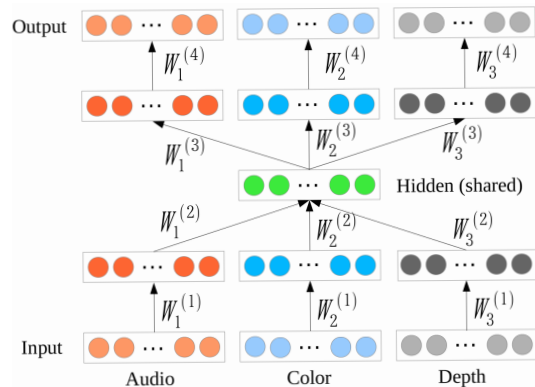 Output
W₁⁽⁴⁾ W₂⁽⁴⁾ W₃⁽⁴⁾
W₁⁽³⁾ W₂⁽³⁾ W₃⁽³⁾
Hidden (shared)
W₁⁽²⁾ W₂⁽²⁾ W₃⁽²⁾
W₁⁽¹⁾ W₂⁽¹⁾ W₃⁽¹⁾
Input
Audio Color Depth